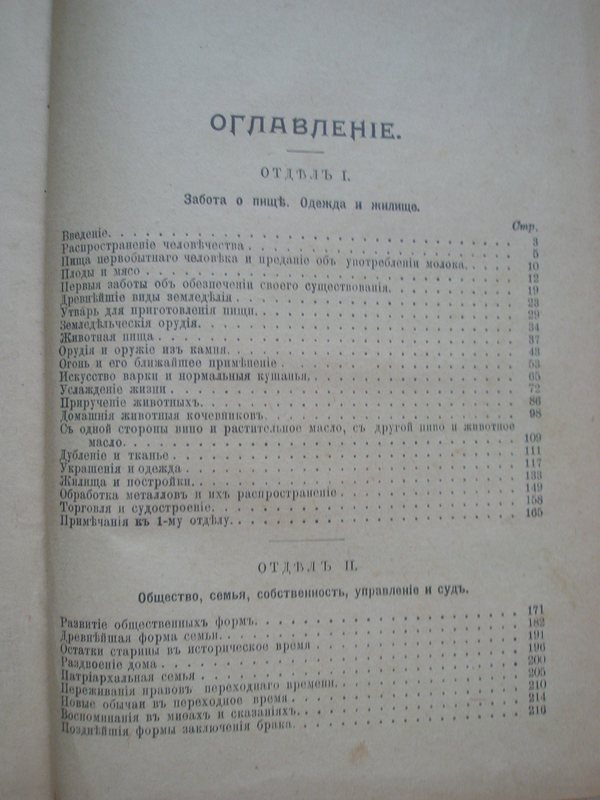 ОГЛАВЛЕНІЕ.
ОТДѢЛЪ I.
Забота о пищѣ. Одежда и жилище.
Стр.
Введеніе. 3
Распространеніе человѣчества 5
Пища первобытнаго человѣка и преданіе объ употребленіи молока. 10
Плоды и мясо 12
Первыя заботы объ обезпеченіи своего существованія. 19
Древнѣйшіе виды земледѣлія 23
Утварь для приготовленія пищи. 29
Земледѣльческія орудія. 34
Животная пища 37
Орудія и оружіе изъ камня. 43
Огонь и его ближайшее примѣненіе 53
Искусство варки и нормальныя кушанья. 65
Услажденіе жизни 72
Прирученіе животныхъ. 86
Домашнія животныя кочевниковъ. 98
Съ одной стороны вино и растительное масло, съ другой пиво и животное
масло. 109
Дубленіе и тканье 111
Украшенія и одежда 117
Жилища и постройки. 133
Обработка металловъ и ихъ распространеніе 149
Торговля и судостроеніе. 158
Примѣчанія къ 1-му отдѣлу. 165
ОТДѢЛЪ II.
Общество, семья, собственность, управленіе и судъ.
Развитіе общественныхъ формъ. 171
Древнѣйшая форма семьи. 182
Остатки старины въ историческое время 191
Раздвоеніе дома 196
Патріархальная семья 200
Переживанія нравовъ переходнаго времени. 205
Новые обычаи въ переходное время 210
Воспоминанія въ миѳахъ и сказаніяхъ. 214
Позднѣйшія формы заключенія брака. 216